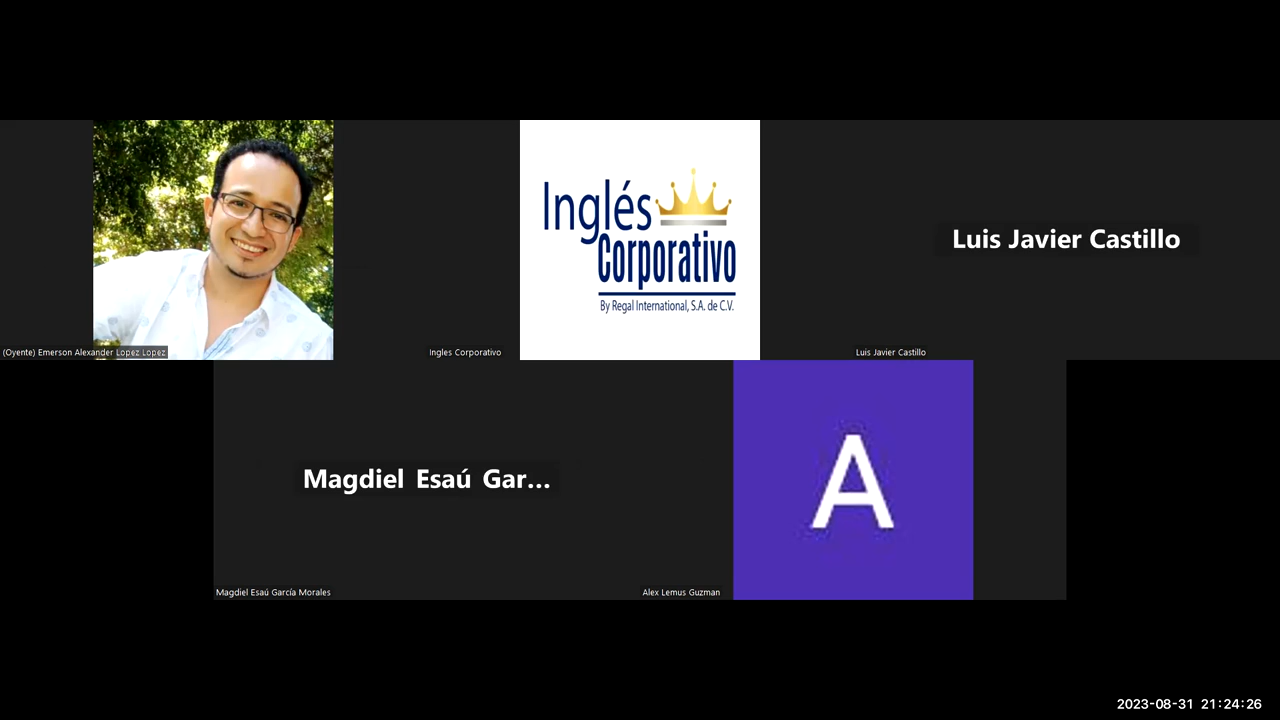 Inglés
Corporativo
By Regal International, S.A. de C.V.
Luis Javier Castillo
(Oyente) Emerson Alexander Lopez Lopez
Ingles Corporativo
Luis Javier Castillo
Magdiel Esaú Gar...
A
Magdiel Esaú García Morales
Alex Lemus Guzman
2023-08-31 21:24:26